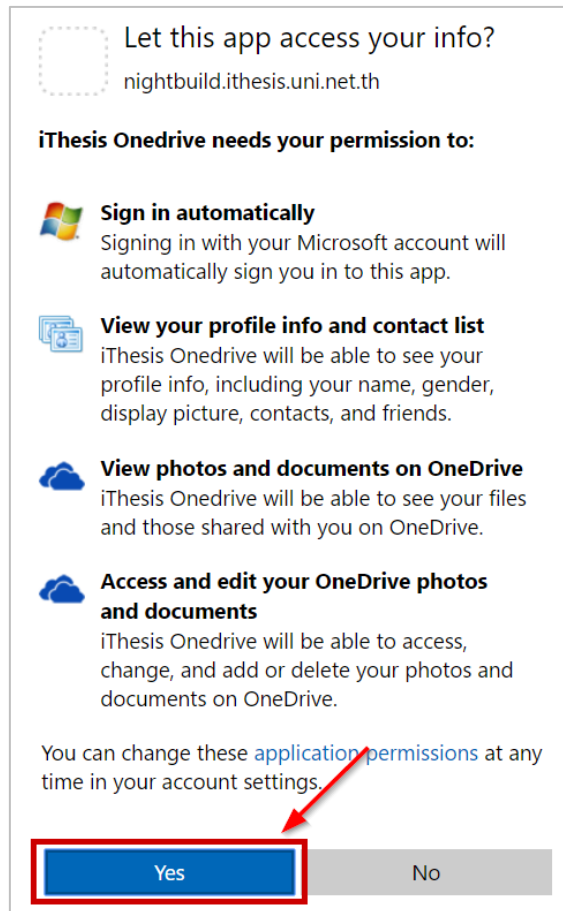 Let this app access your info?
nightbuild.ithesis.uni.net.th
iThesis Onedrive needs your permission to:
Sign in automatically
Signing in with your Microsoft account will
automatically sign you in to this app.
View your profile info and contact list
iThesis Onedrive will be able to see your
profile info, including your name, gender,
display picture, contacts, and friends.
View photos and documents on OneDrive
iThesis Onedrive will be able to see your files
and those shared with you on OneDrive.
Access and edit your OneDrive photos
and documents
iThesis Onedrive will be able to access,
change, and add or delete your photos and
documents on OneDrive.
You can change these application permissions at any
time in your account settings.
Yes
No